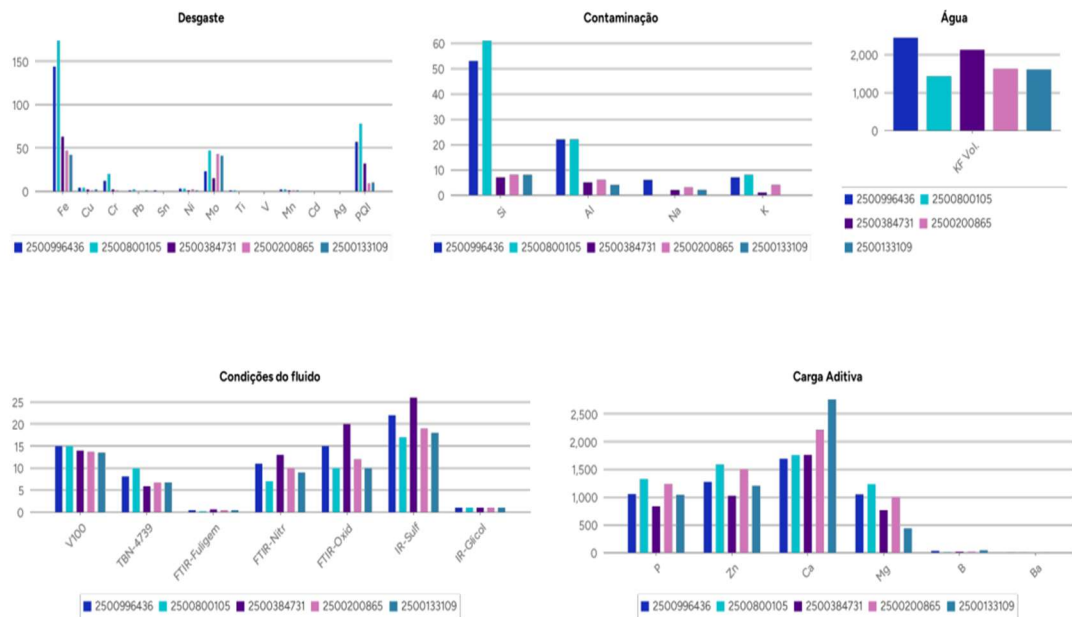 Desgaste
150
100
50
0
Fe Cu Cr Pb Sn Ni Mo Ti V Mn Cd Ag PQI
2500996436 2500800105 2500384731 2500200865 2500133109
Contaminação
60
50
40
30
20
10
0
Si Al Na K
2500996436 2500800105 2500384731 2500200865 2500133109
Água
2,000
1,000
0
KF Vol.
2500996436 2500800105
2500384731 2500200865
2500133109
Condições do fluido
25
20
15
10
5
0
V100 TBN-4739 FTIR-Fuligem FTIR-Nitr FTIR-Oxid IR-Sulf IR-Glicol
2500996436 2500800105 2500384731 2500200865 2500133109
Carga Aditiva
2,500
2,000
1,500
1,000
500
0
P Zn Ca Mg B Ba
2500996436 2500800105 2500384731 2500200865 2500133109